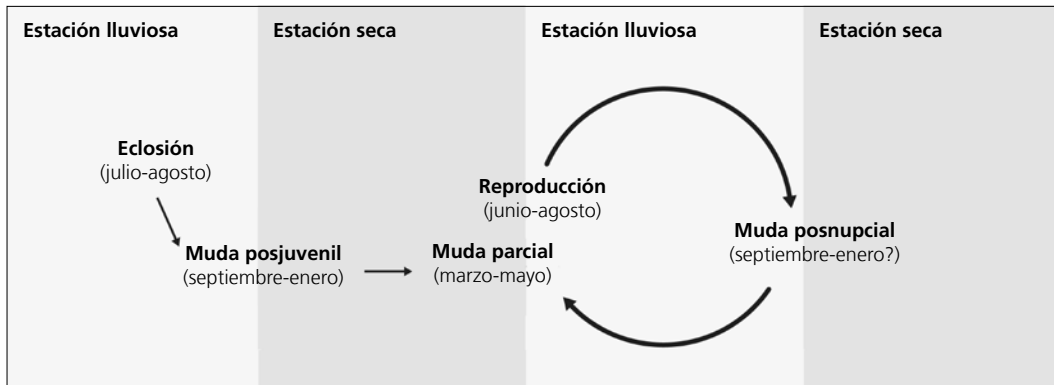 Estación lluviosa
Estación seca
Estación lluviosa
Estación seca
Eclosión
(julio-agosto)
Muda posjuvenil
(septiembre-enero)
Muda parcial
(marzo-mayo)
Reproducción
(junio-agosto)
Muda posnupcial
(septiembre-enero?)